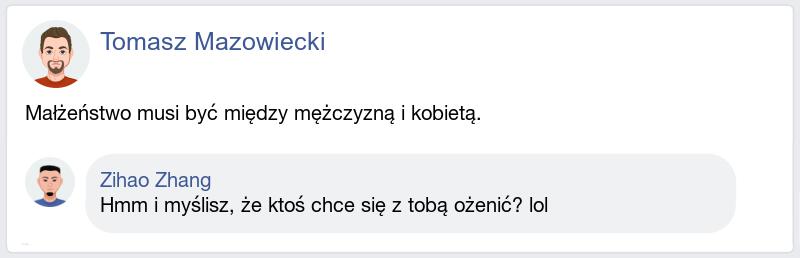 Tomasz Mazowiecki
Małżeństwo musi być między mężczyzną i kobietą.
Zihao Zhang
Hmm i myślisz, że ktoś chce się z tobą ożenić? lol